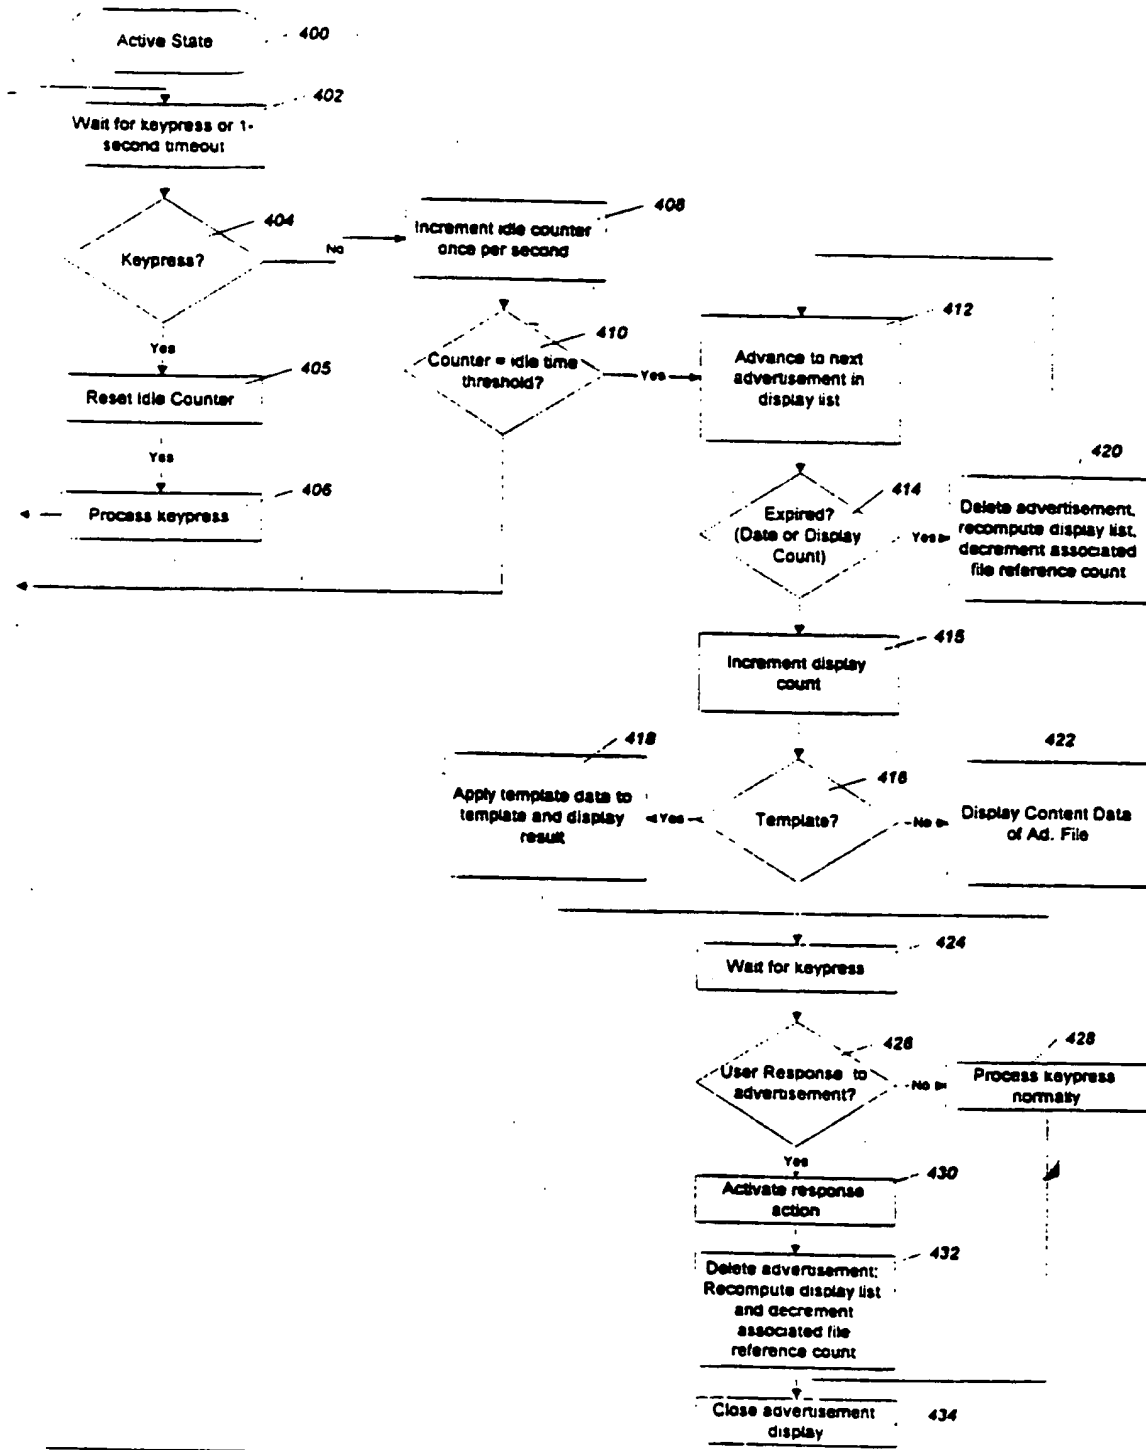 Active State
400
402
Wait for keypress or 1-
second timeout
404
Keypress?
No
Yes
405
Reset Idle Counter
Yes
406
Process keypress
408
Increment idle counter
once per second
410
Counter = idle time
threshold?
Yes
412
Advance to next
advertisement in
display list
414
Expired?
(Date or Display
Count)
Yes
420
Delete advertisement,
recompute display list,
decrement associated
file reference count
415
Increment display
count
416
Template?
Yes
No
418
Apply template data to
template and display
result
422
Display Content Data
of Ad. File
424
Wait for keypress
426
User Response to
advertisement?
No
428
Process keypress
normally
Yes
430
Activate response
action
432
Delete advertisement;
Recompute display list
and decrement
associated file
reference count
434
Close advertisement
display